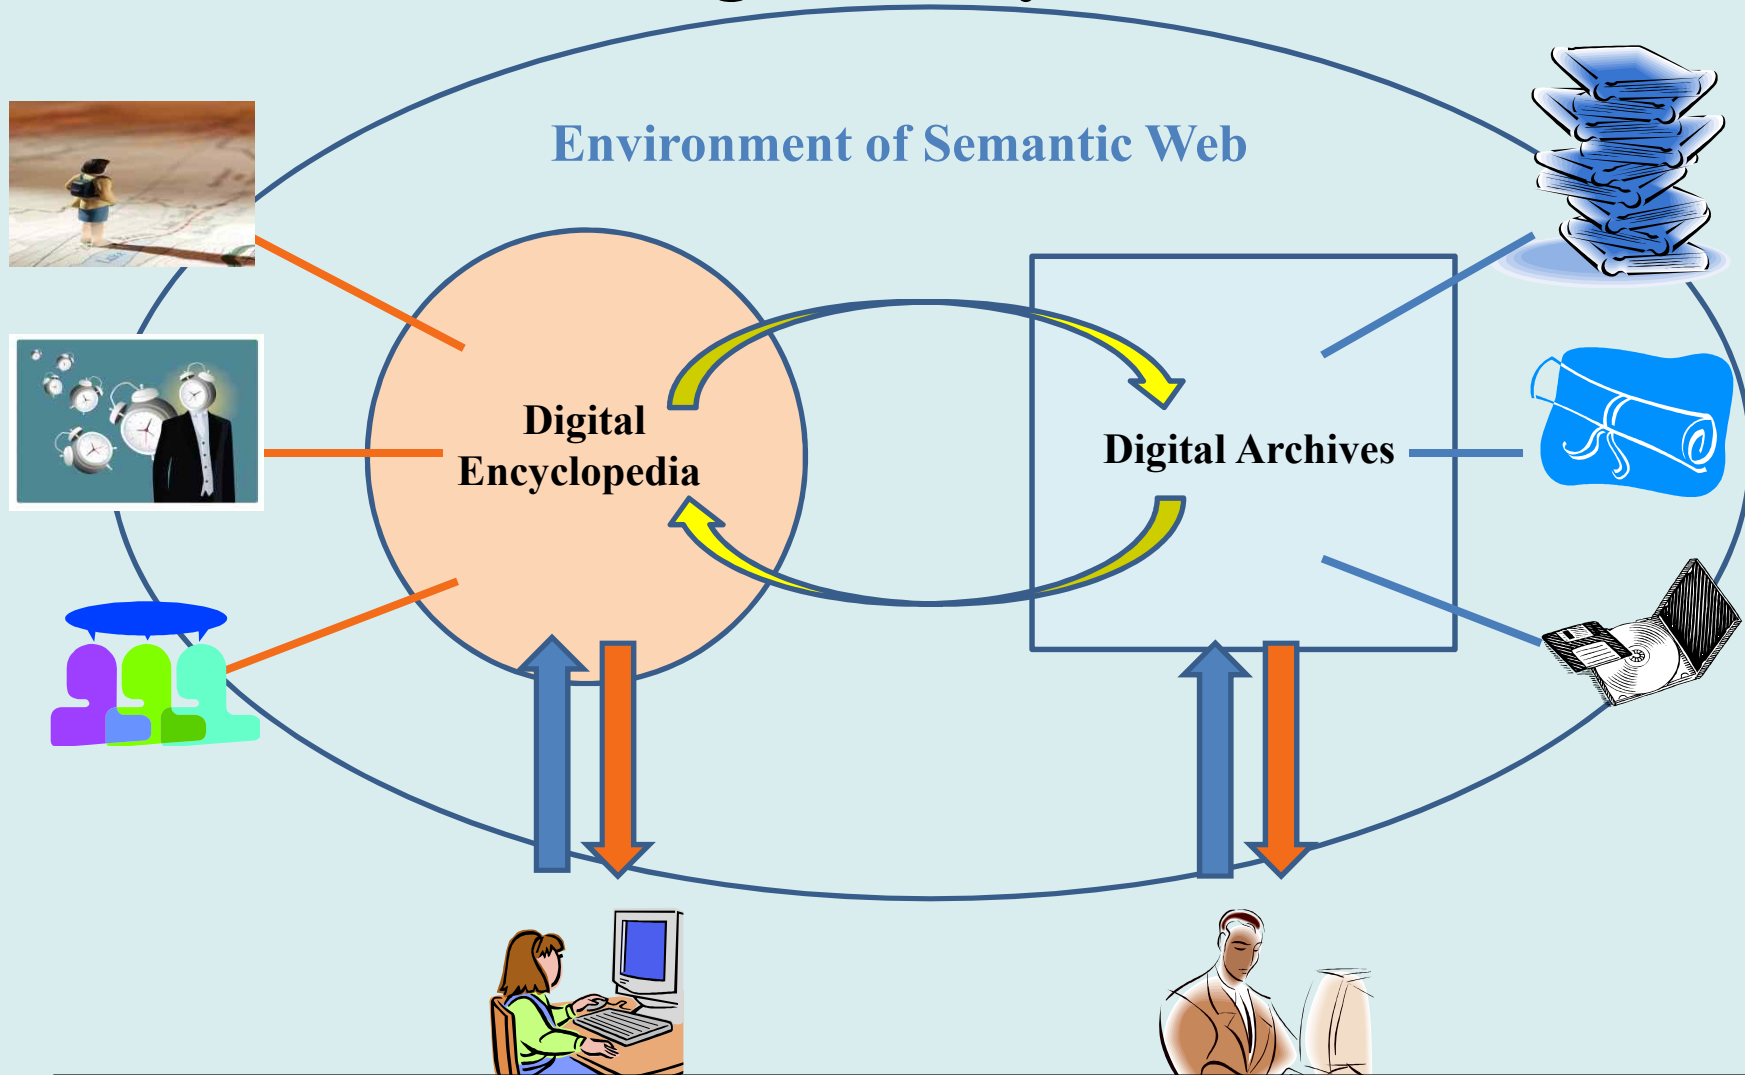 Environment of Semantic Web
Digital
Encyclopedia
Digital Archives